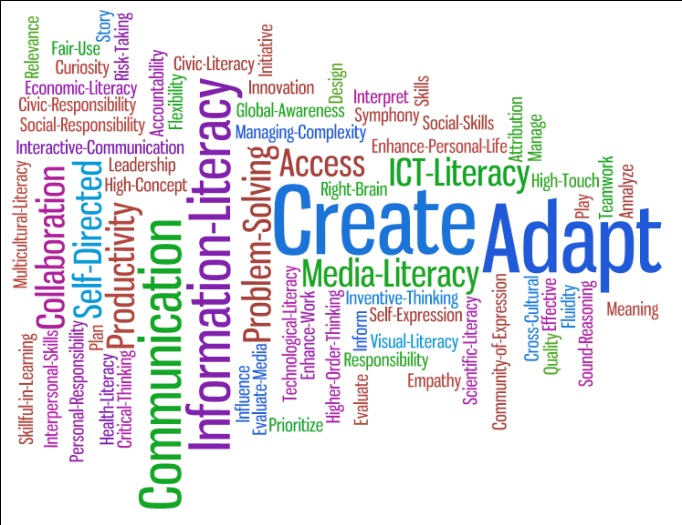 Relevance
Fair-Use
Story
Risk-Taking
Curiosity
Economic-Literacy
Civic-Responsibility
Social-Responsibility
Interactive-Communication
Accountability
Flexibility
Civic-Literacy
Initiative
Innovation
Design
Global-Awareness
Managing-Complexity
Interpret
Skills
Symphony
Social-Skills
Enhance-Personal-Life
Attribution
Manage
Multicultural-Literacy
Collaboration
Self-Directed
Leadership
High-Concept
Productivity
Communication
Information-Literacy
Problem-Solving
Access
Right-Brain
ICT-Literacy
High-Touch
Play
Teamwork
Annalyze
Create
Adapt
Media-Literacy
Skillful-in-Learning
Interpersonal-Skills
Personal-Responsibility
Plan
Health-Literacy
Critical-Thinking
Influence
Evaluate-Media
Technological-Literacy
Enhance-Work
Higher-Order-Thinking
Inventive-Thinking
Self-Expression
Inform
Visual-Literacy
Responsibility
Evaluate
Empathy
Prioritize
Scientific-Literacy
Community-of-Expression
Cross-Cultural
Quality
Effective
Fluidity
Sound-Reasoning
Meaning